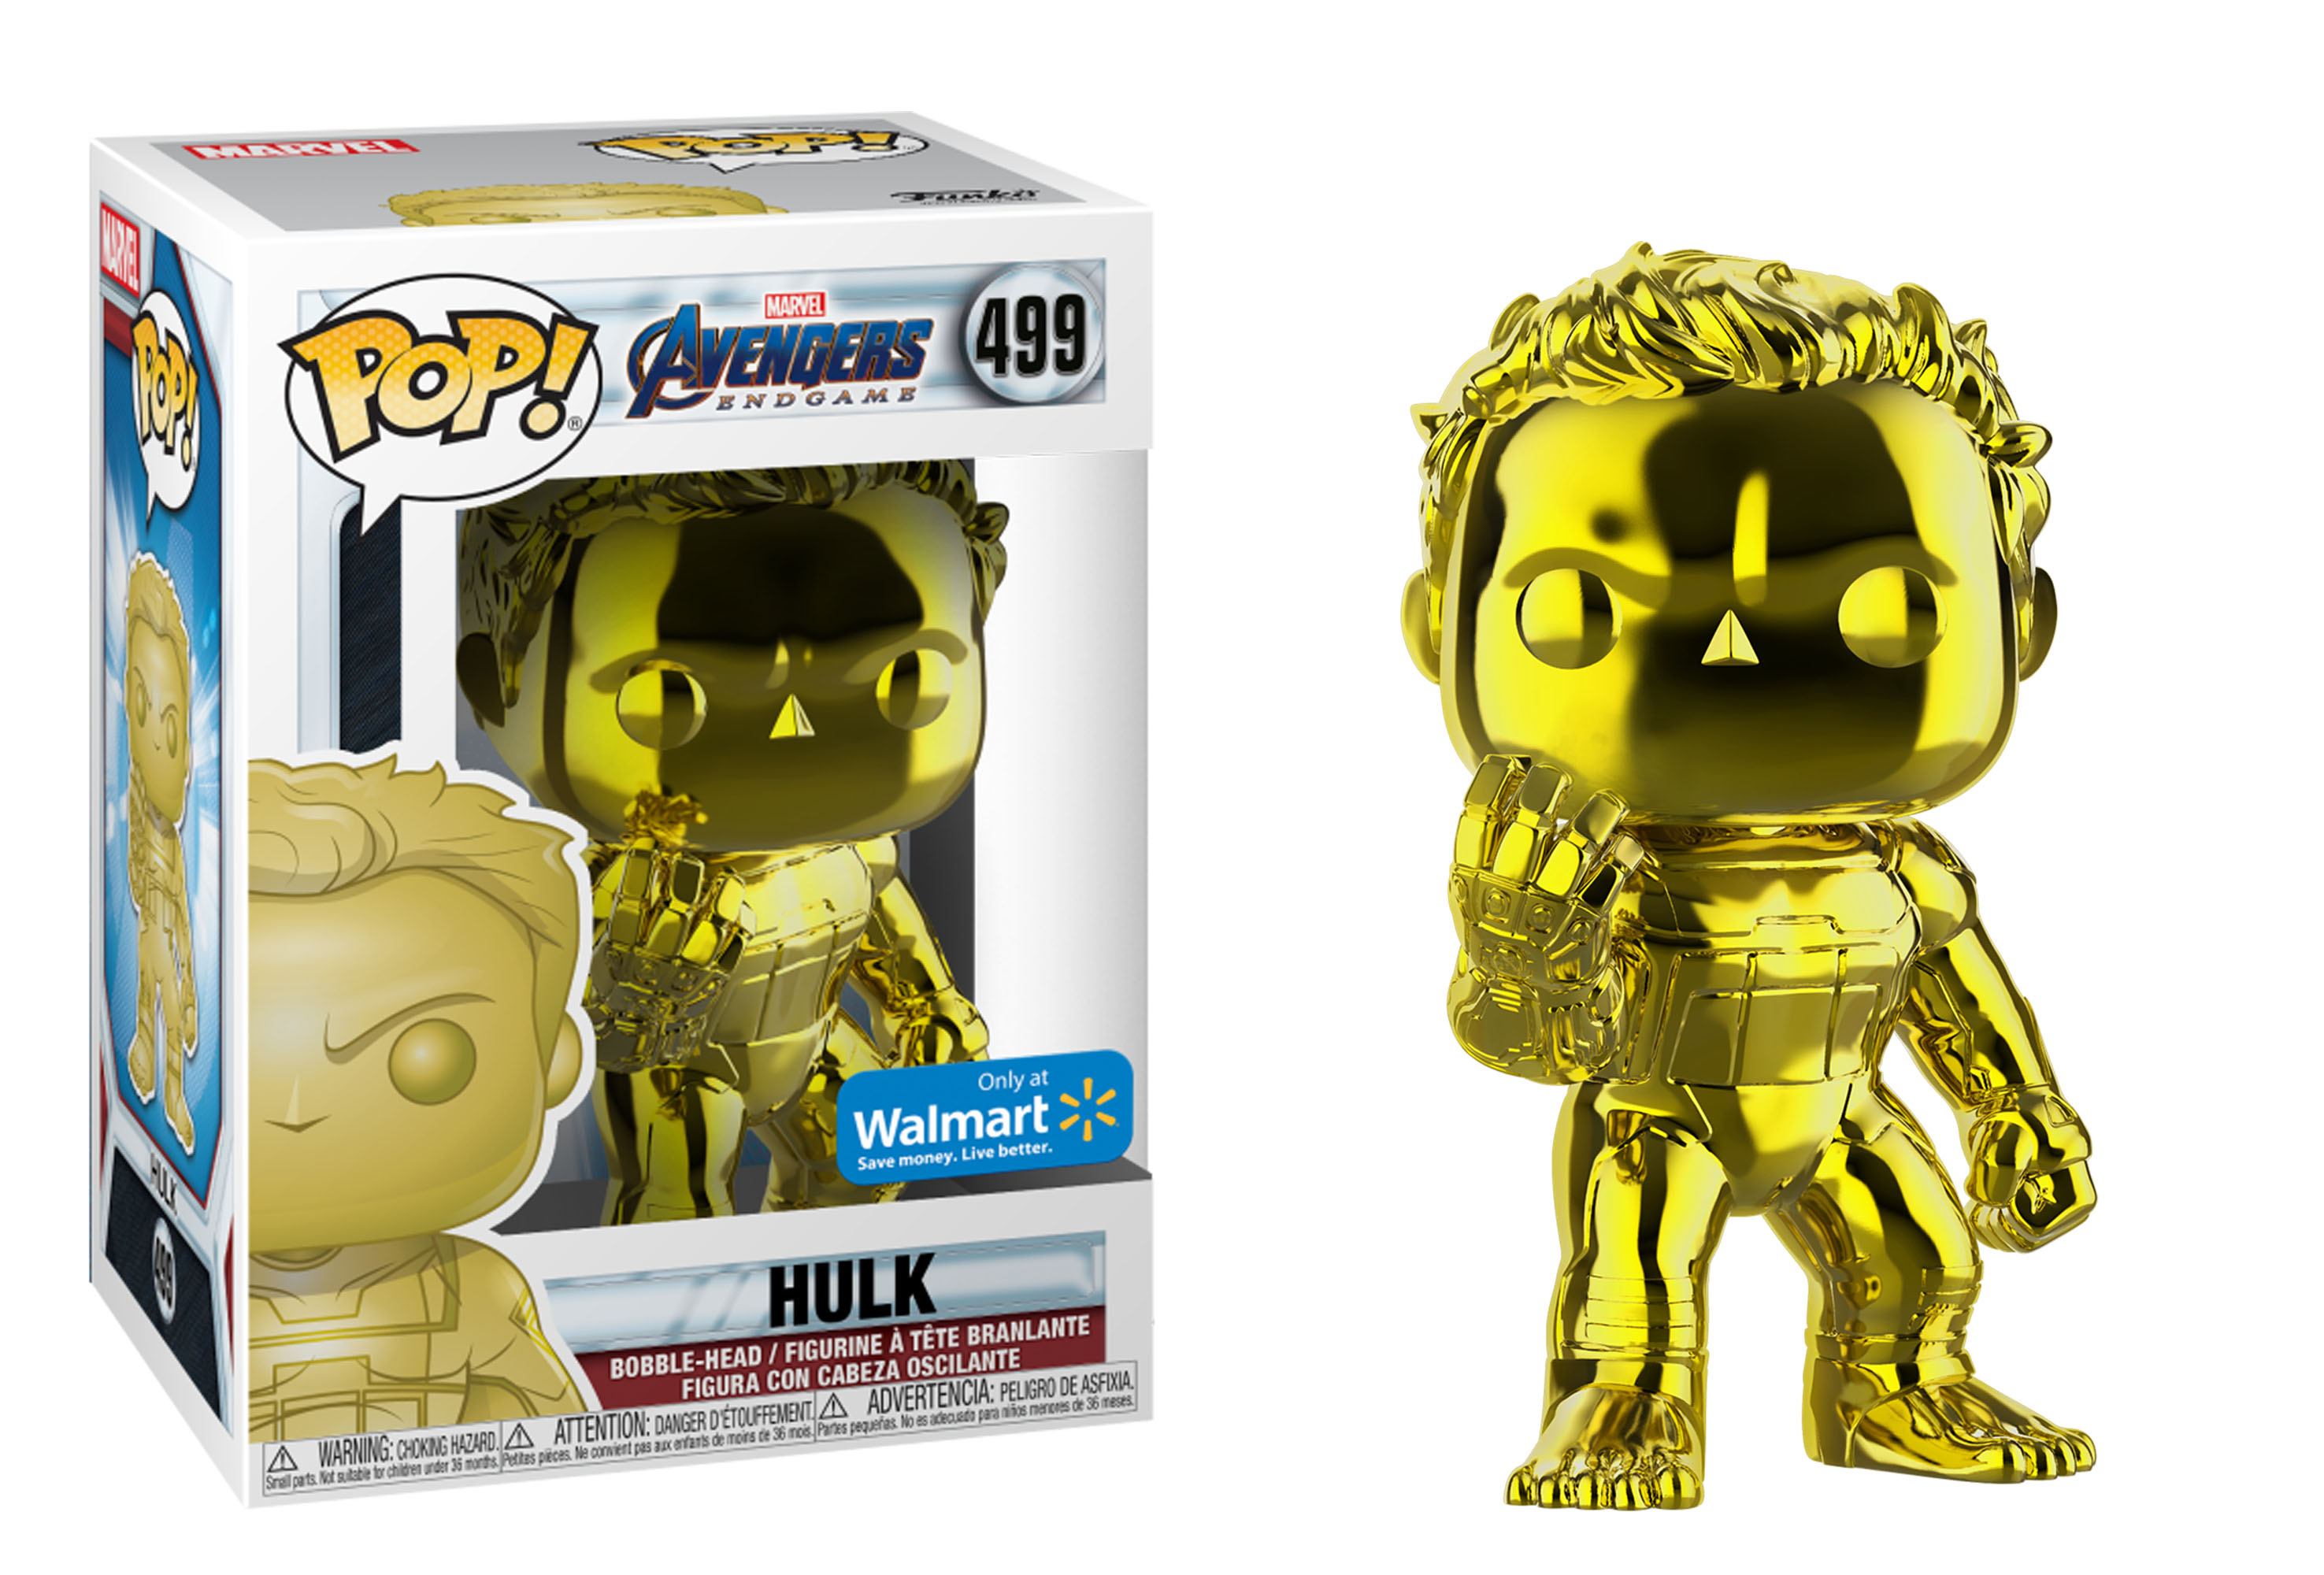 MARVEL
POP!
Funko
MARVEL
POP!
HULK
499
POP!®
MARVEL
AVENGERS
ENDGAME
499
Only at
Walmart
Save money. Live better.
HULK
BOBBLE-HEAD / FIGURINE À TÊTE BRANLANTE
FIGURA CON CABEZA OSCILANTE
WARNING: CHOKING HAZARD.
Small parts. Not suitable for children under 36 months.
ATTENTION: DANGER D'ÉTOUFFEMENT.
Petites pièces. Ne convient pas aux enfants de moins de 36 mois.
ADVERTENCIA: PELIGRO DE ASFIXIA.
Partes pequeñas. No es adecuado para niños menores de 36 meses.